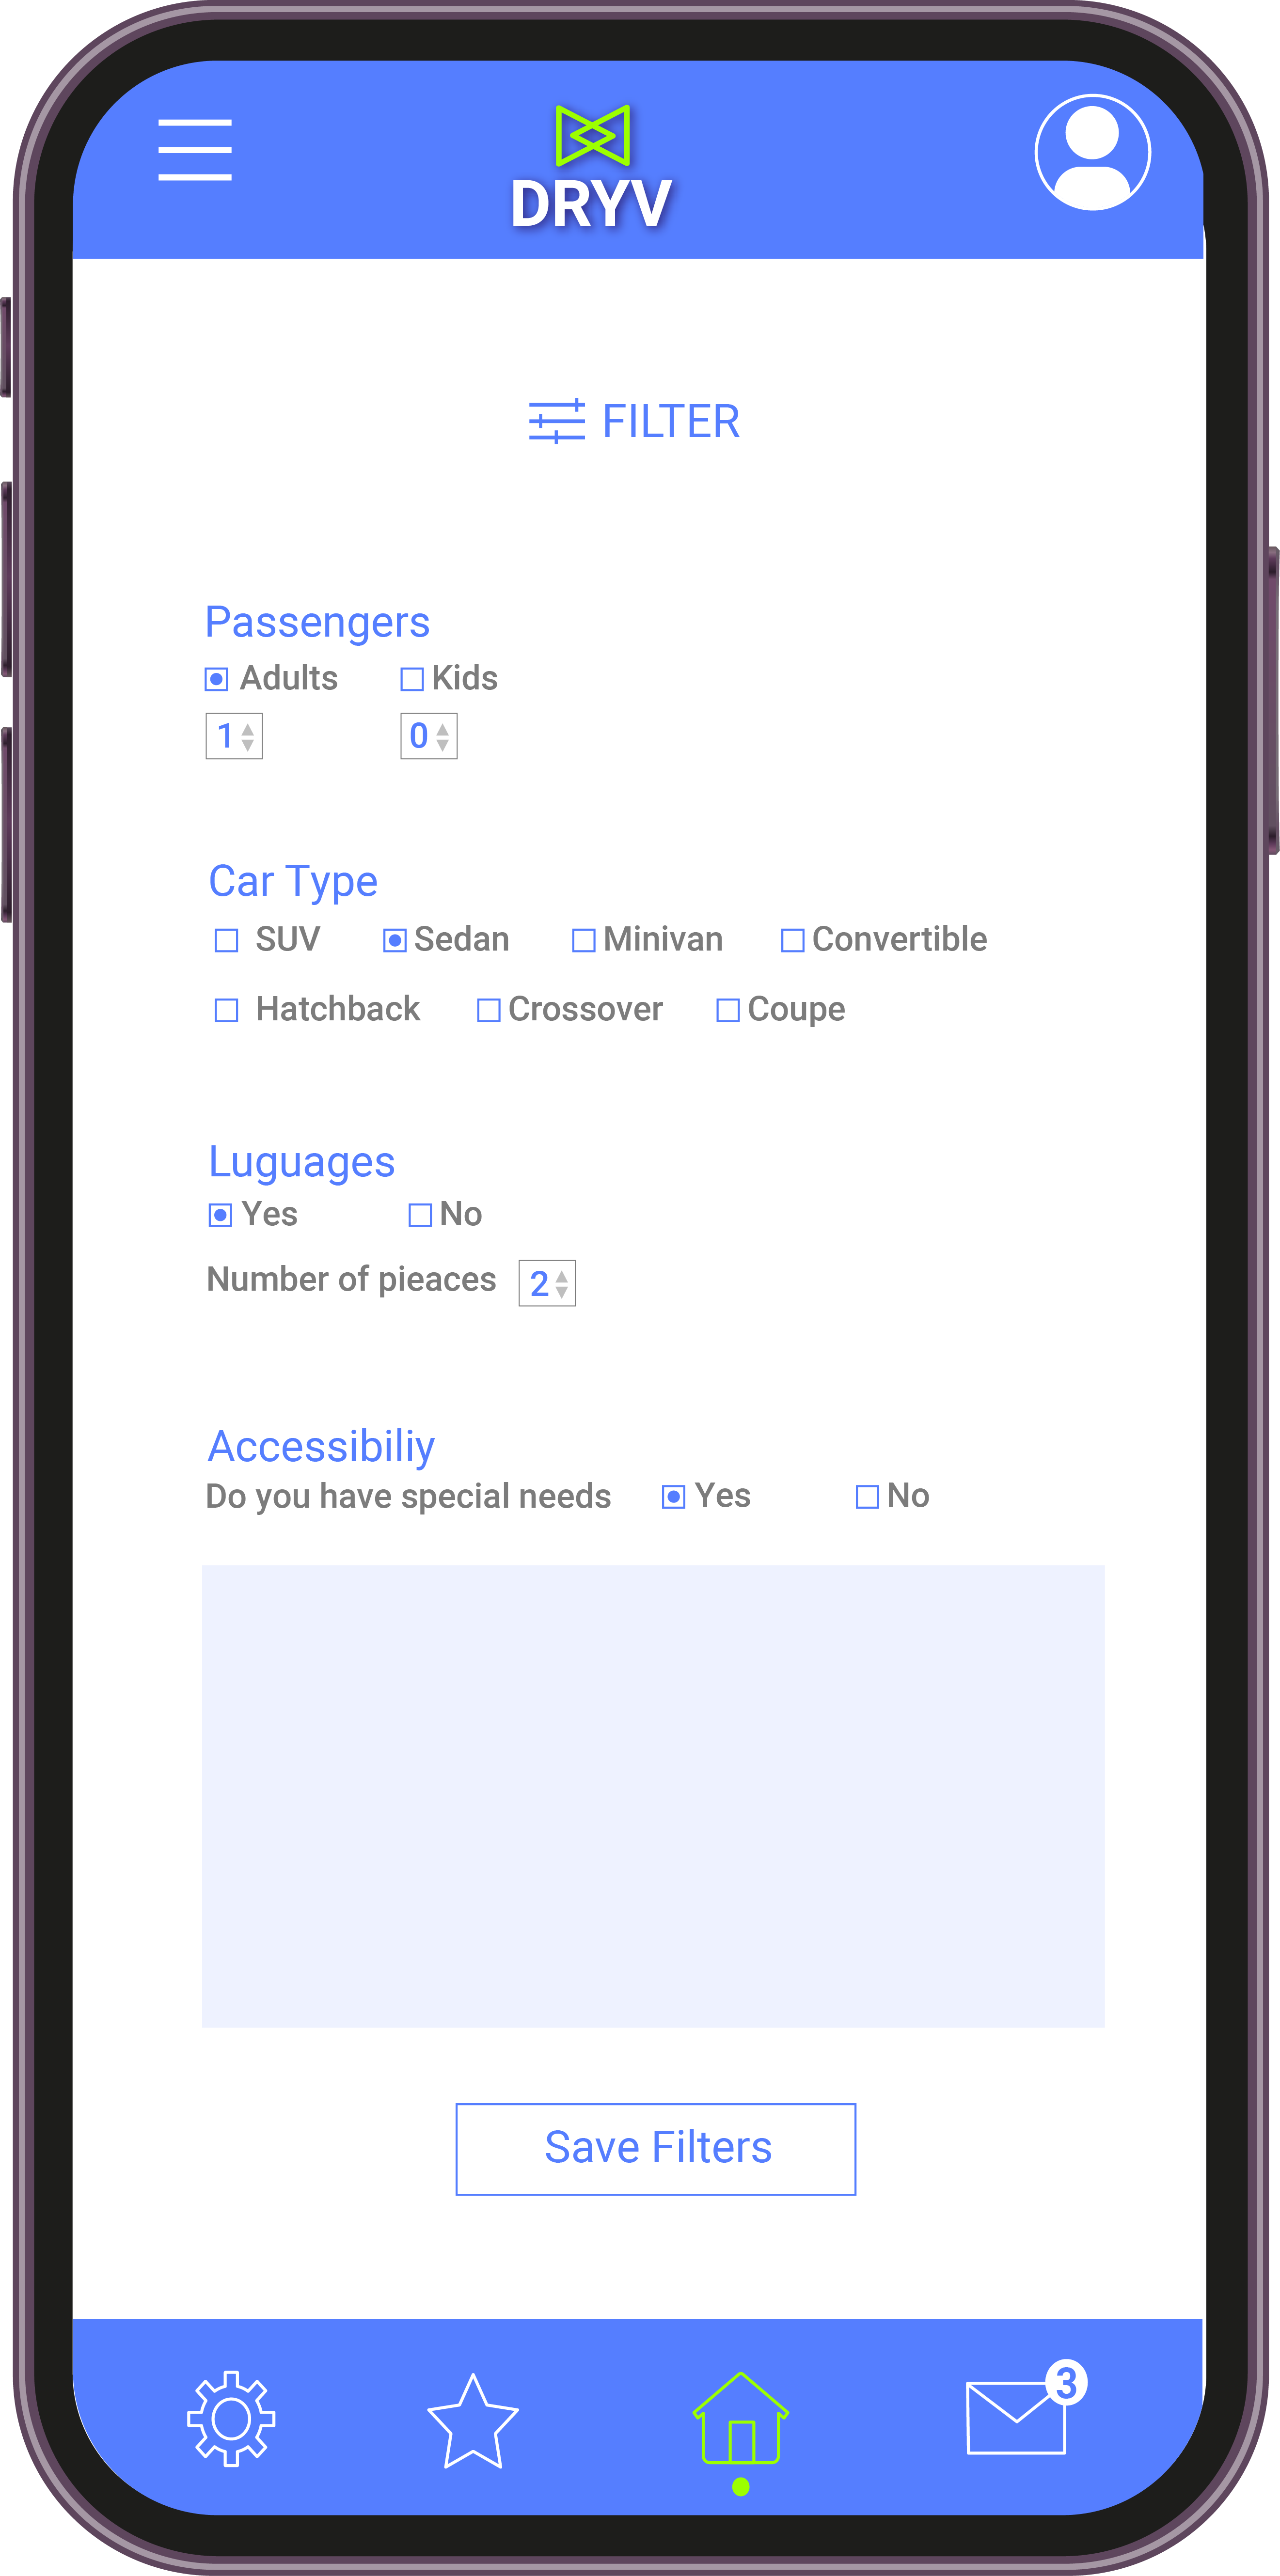 DRYV
FILTER
Passengers
Adults Kids
1 0
Car Type
SUV Sedan Minivan Convertible
Hatchback Crossover Coupe
Luguages
Yes No
Number of pieaces 2
Accessibiliy
Do you have special needs Yes No
Save Filters
3